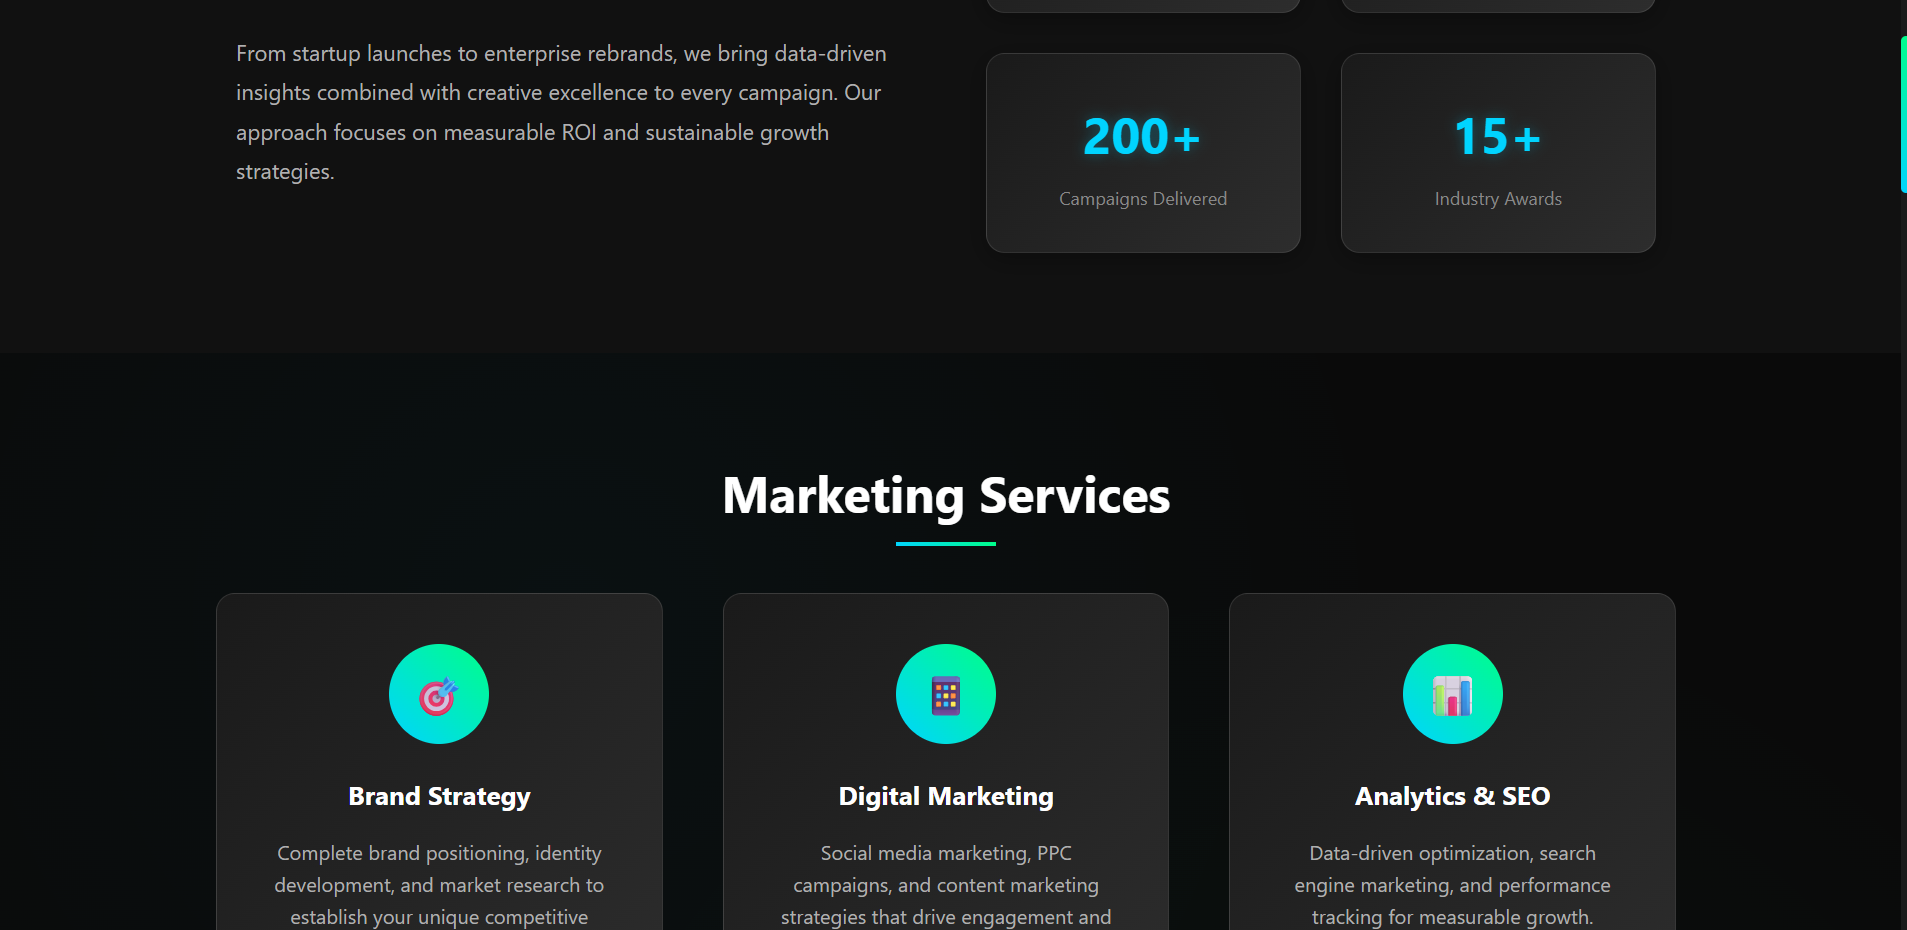 From startup launches to enterprise rebrands, we bring data-driven
insights combined with creative excellence to every campaign. Our
approach focuses on measurable ROI and sustainable growth
strategies.
200+
Campaigns Delivered
15+
Industry Awards
Marketing Services
Brand Strategy
Complete brand positioning, identity
development, and market research to
establish your unique competitive
Digital Marketing
Social media marketing, PPC
campaigns, and content marketing
strategies that drive engagement and
Analytics & SEO
Data-driven optimization, search
engine marketing, and performance
tracking for measurable growth.